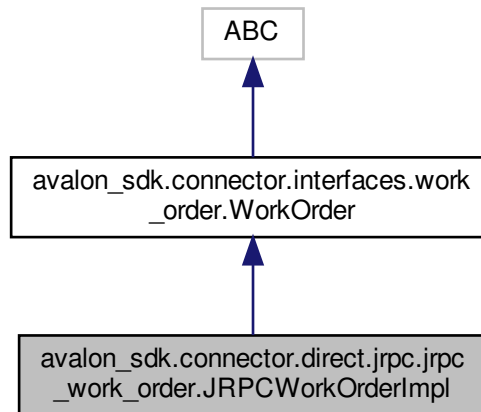 ABC
avalon_sdk.connector.interfaces.work
_order.WorkOrder
avalon_sdk.connector.direct.jrpc.jrpc
_work_order.JRPCWorkOrderImpl